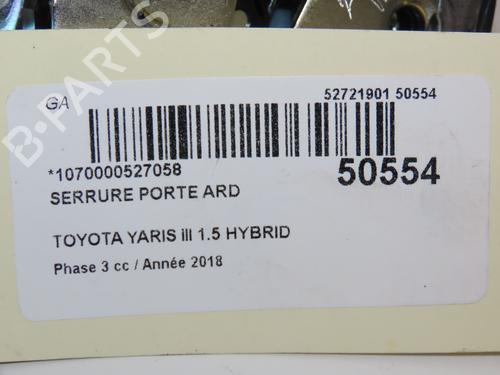 B-PARTS
GA
52721901 50554
*1070000527058
50554
SERRURE PORTE ARD
TOYOTA YARIS iII 1.5 HYBRID
Phase 3 cc / Année 2018